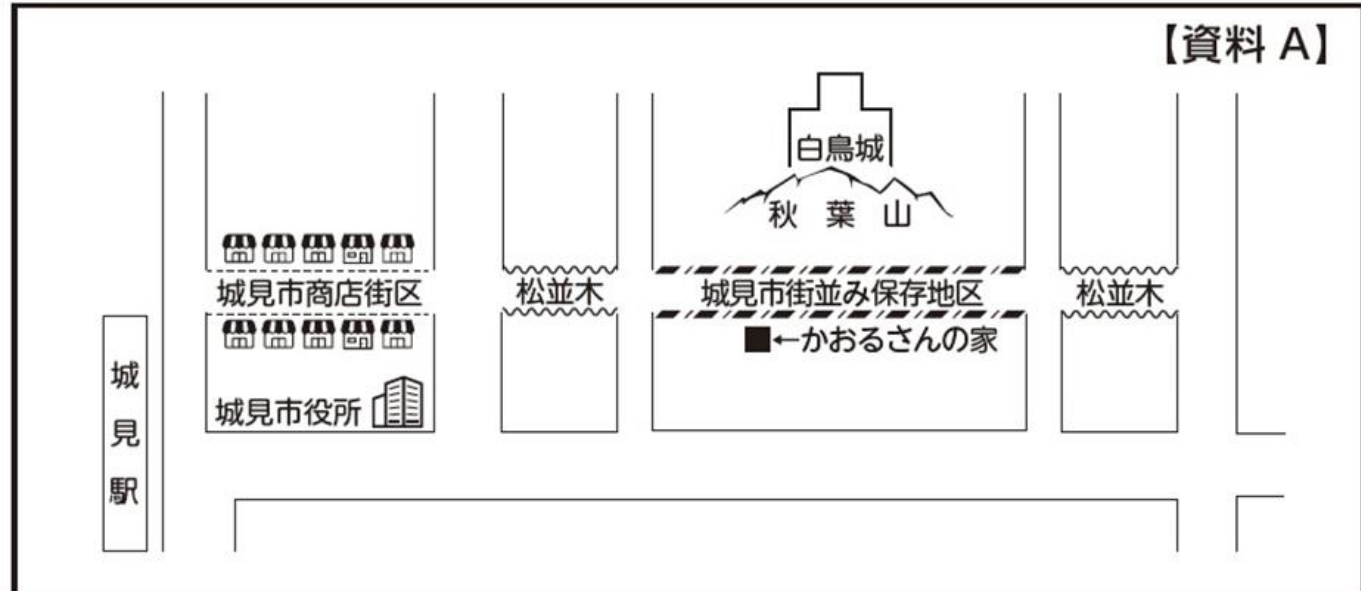 【資料 A】
白鳥城
秋葉山
城見市商店街区
松並木
城見市街並み保存地区
松並木
←かおるさんの家
城見市役所
城見駅